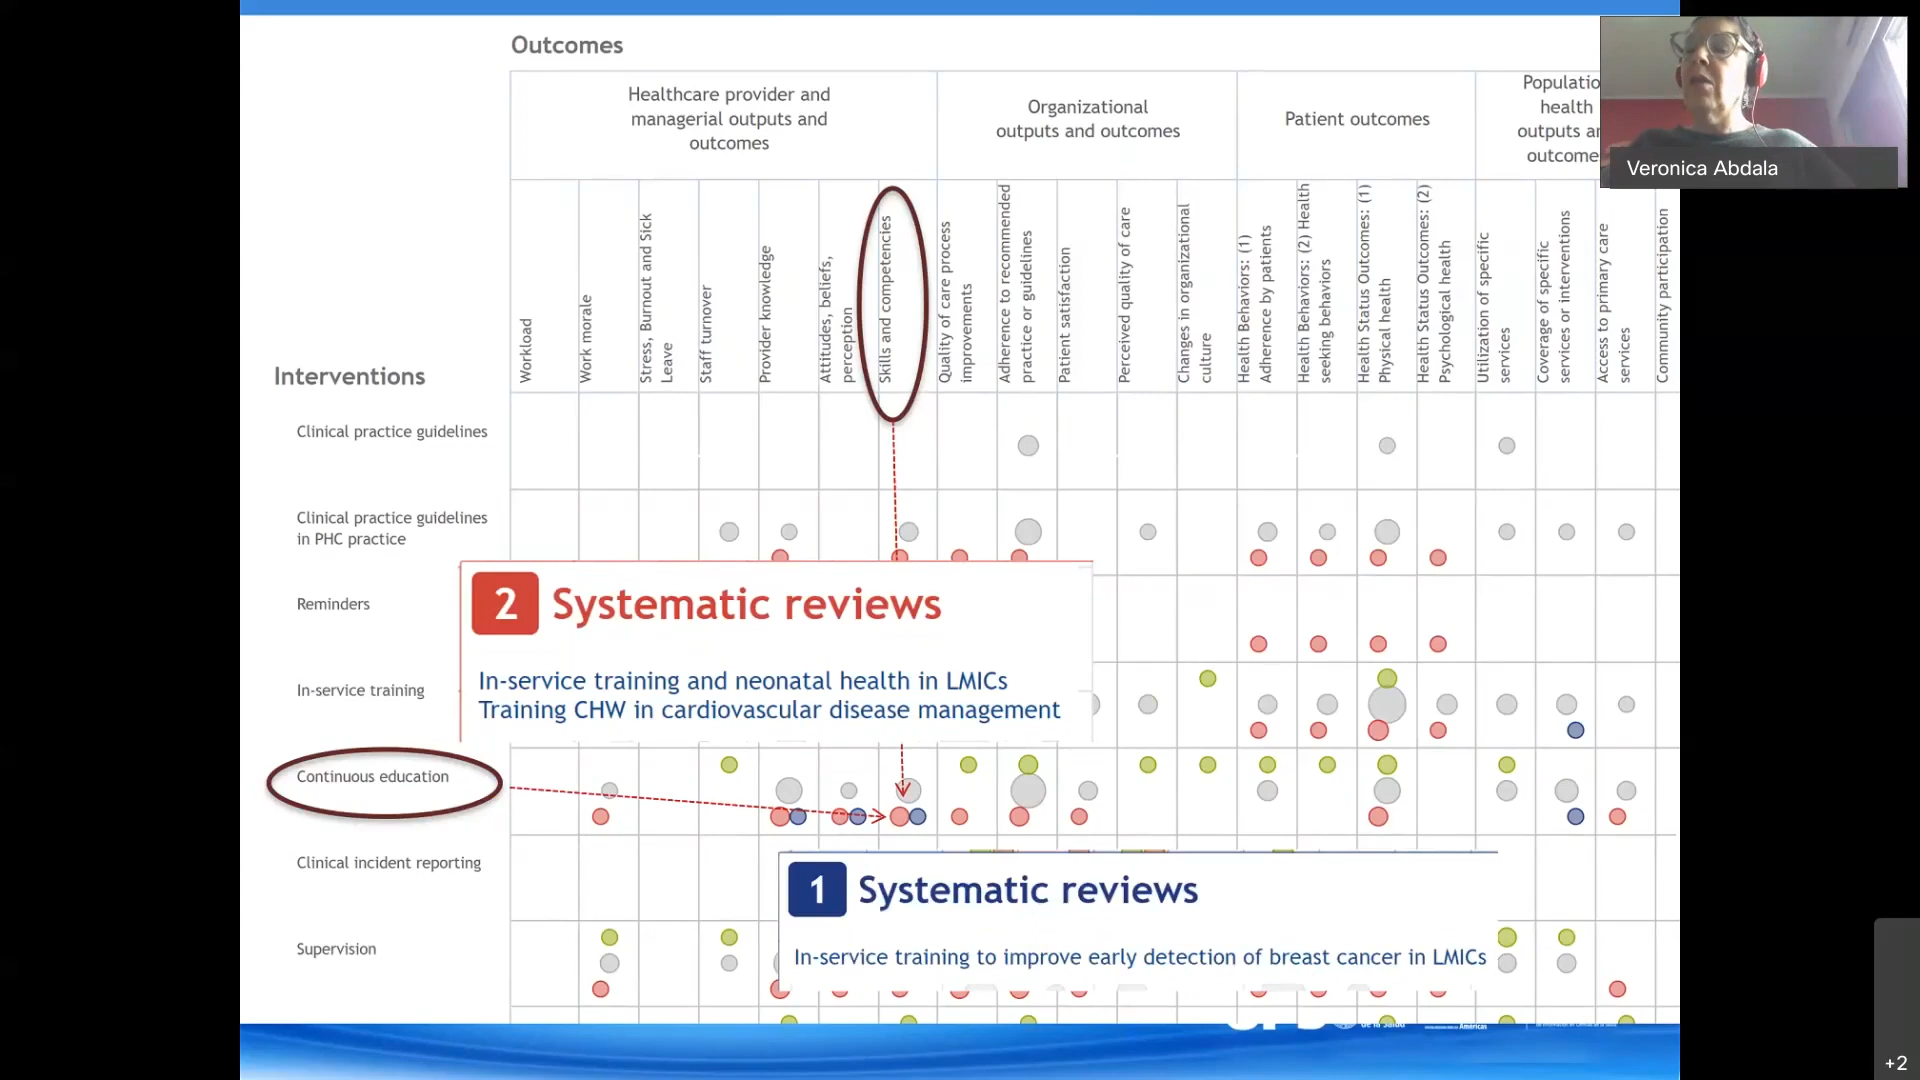 Outcomes
Healthcare provider and
managerial outputs and
outcomes
Organizational
outputs and outcomes
Patient outcomes
health
Veronica Abdala
Workload
Work morale
Stress, Burnout and Sick
Leave
Staff turnover
Provider knowledge
Attitudes, beliefs,
perception
Skills and competencies
Quality of care process
improvements
Adherence to recommended
practice or guidelines
Patient satisfaction
Perceived quality of care
Changes in organizational
culture
Health Behaviors: (1)
Adherence by patients
Health Behaviors: (2) Health
seeking behaviors
Health Status Outcomes: (1)
Physical health
Health Status Outcomes: (2)
Psychological health
Utilization of specific
services
Coverage of specific
services or interventions
Access to primary care
services
Community participation
Interventions
Clinical practice guidelines
Clinical practice guidelines
in PHC practice
Reminders
2 Systematic reviews
In-service training and neonatal health in LMICs
Training CHW in cardiovascular disease management
In-service training
Continuous education
Clinical incident reporting
1 Systematic reviews
In-service training to improve early detection of breast cancer in LMICs
Supervision
de la Salud
Américas
+2